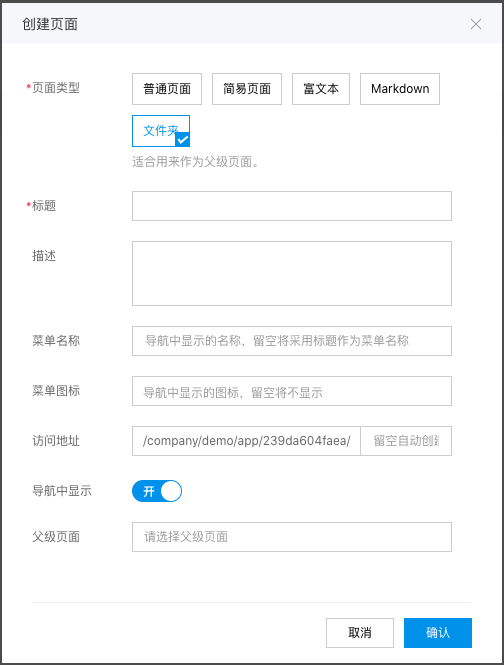 创建页面
*页面类型
普通页面 简易页面 富文本 Markdown
文件夹
适合用来作为父级页面。
*标题
描述
菜单名称 导航中显示的名称，留空将采用标题作为菜单名称
菜单图标 导航中显示的图标，留空将不显示
访问地址 /company/demo/app/239da604faea/ 留空自动创建
导航中显示 开
父级页面 请选择父级页面
取消 确认